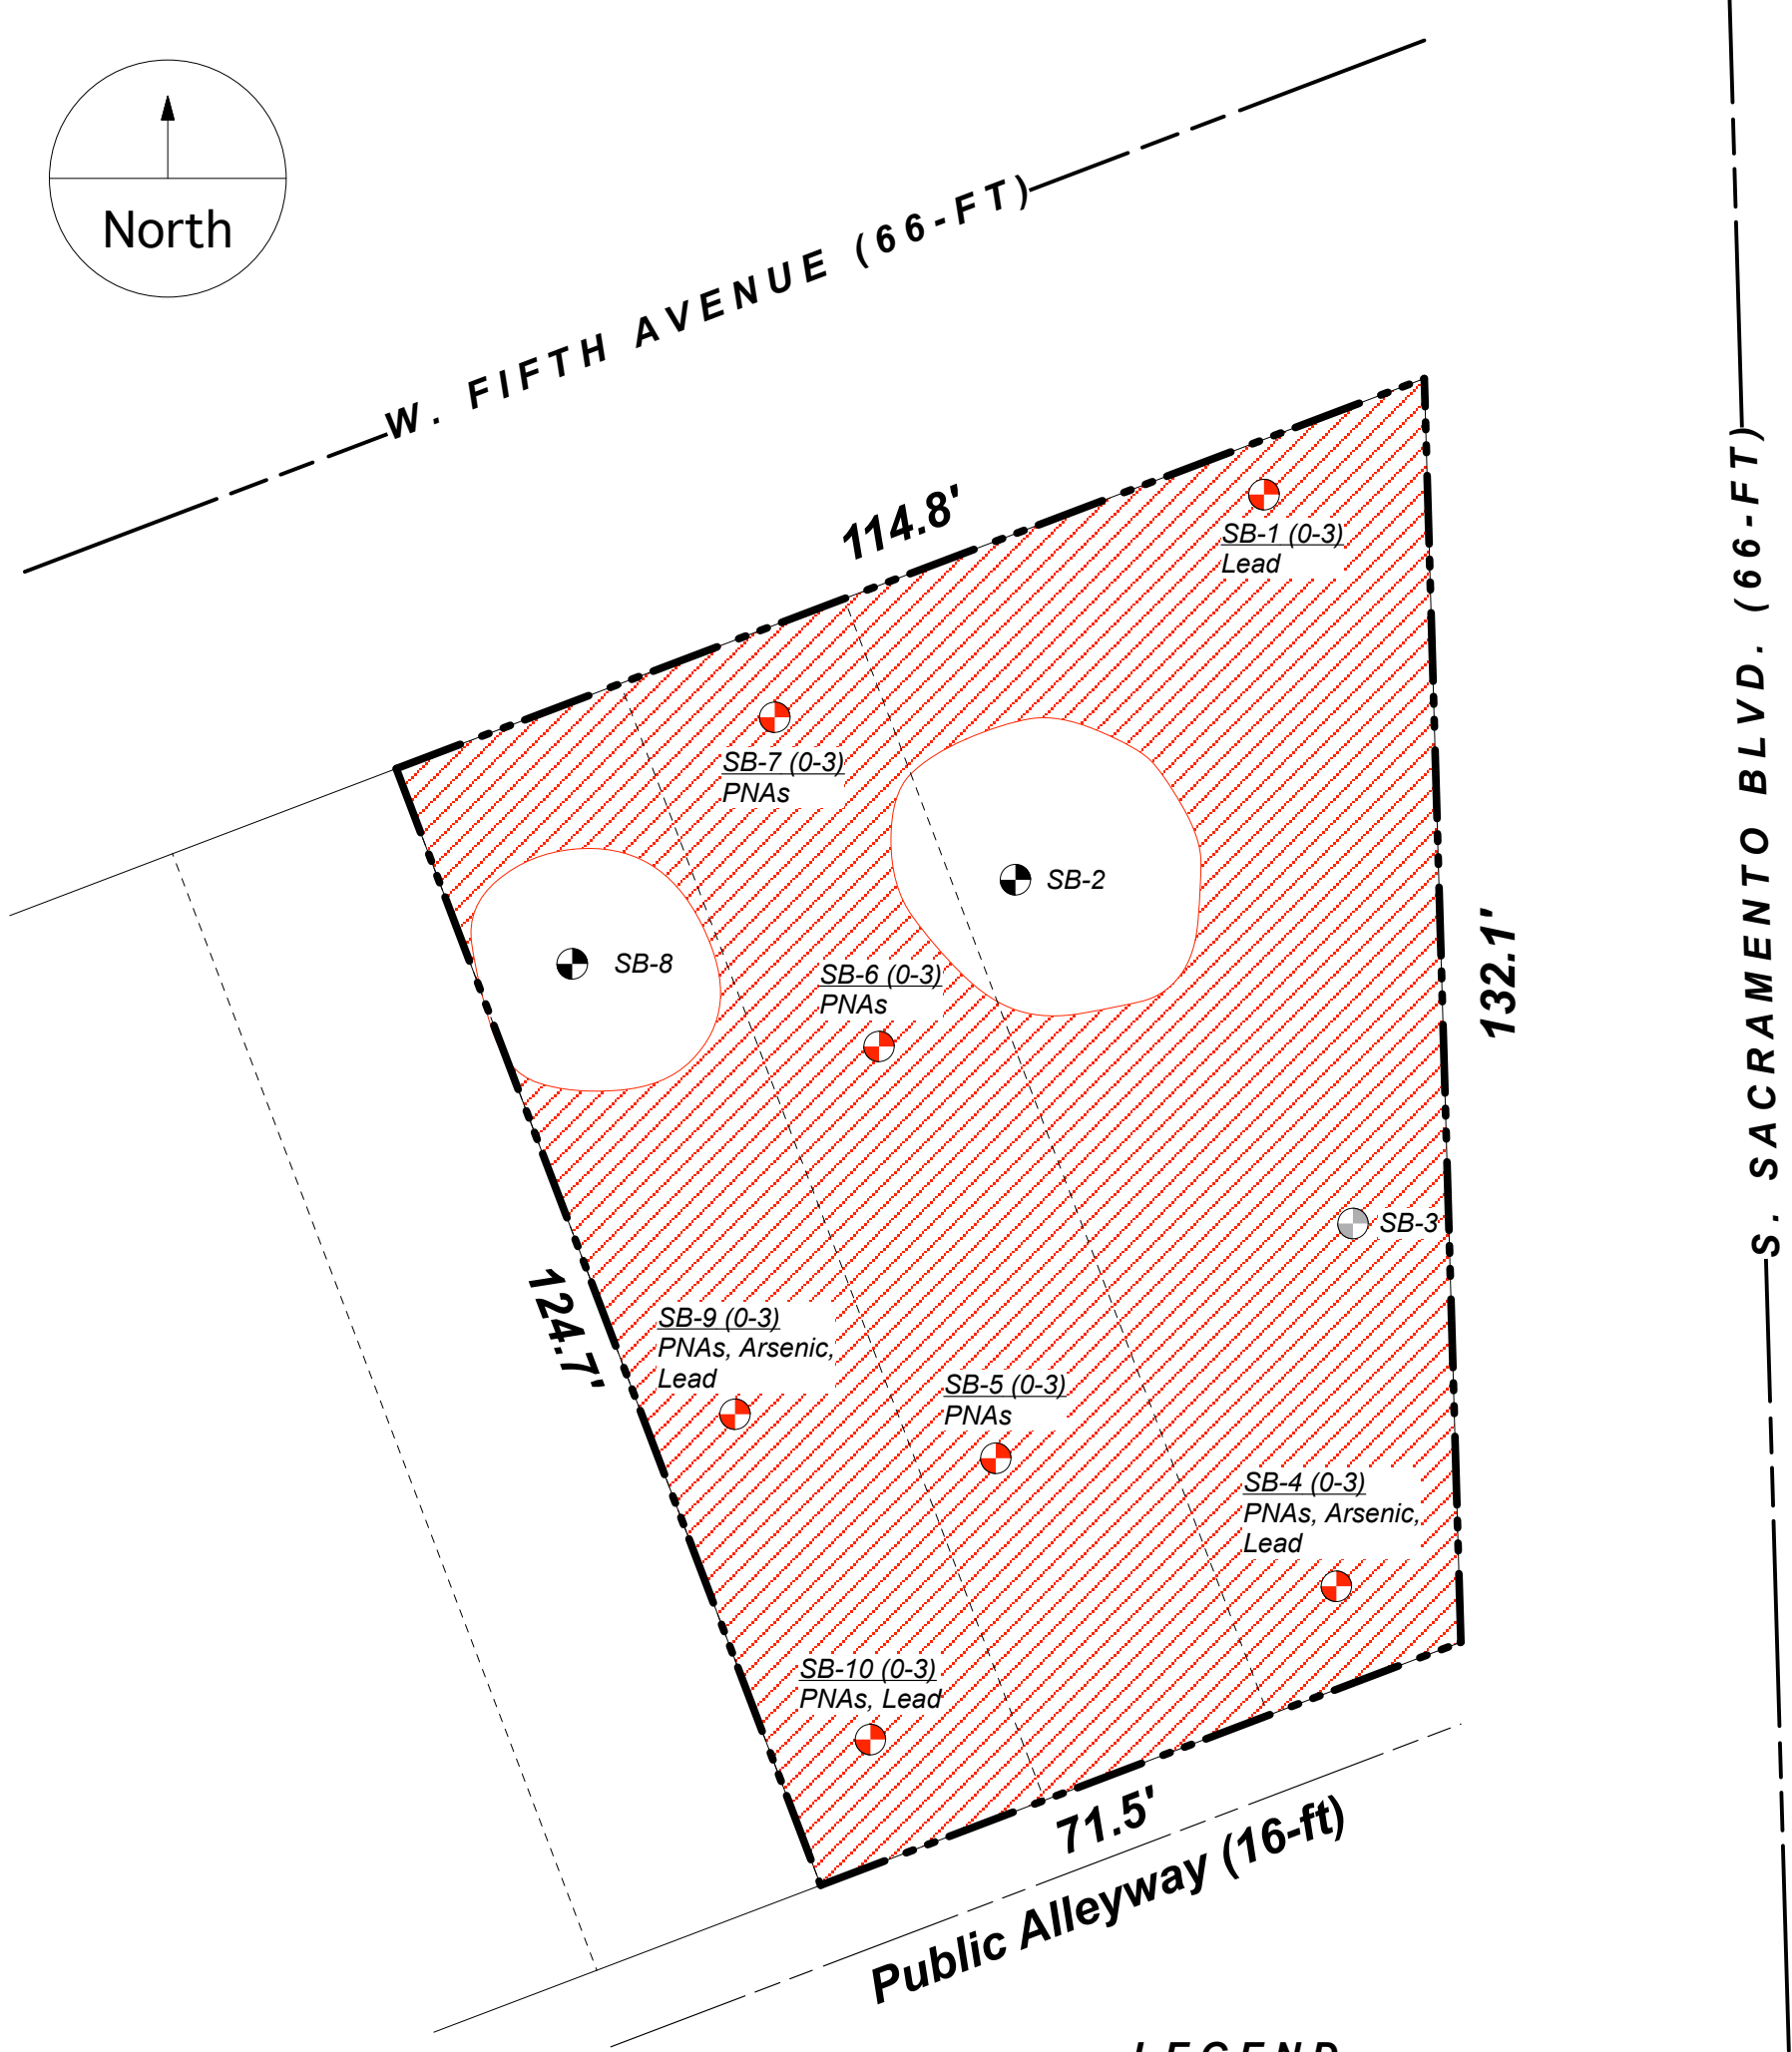 North
W. FIFTH AVENUE (66-FT)
114.8'
SB-1 (0-3)
Lead
SB-7 (0-3)
PNAs
SB-2
SB-8
SB-6 (0-3)
PNAs
132.1'
S. SACRAMENTO BLVD. (66-FT)
SB-3
124.7'
SB-9 (0-3)
PNAs, Arsenic,
Lead
SB-5 (0-3)
PNAs
SB-4 (0-3)
PNAs, Arsenic,
Lead
SB-10 (0-3)
PNAs, Lead
71.5'
Public Alleyway (16-ft)
LEGEND